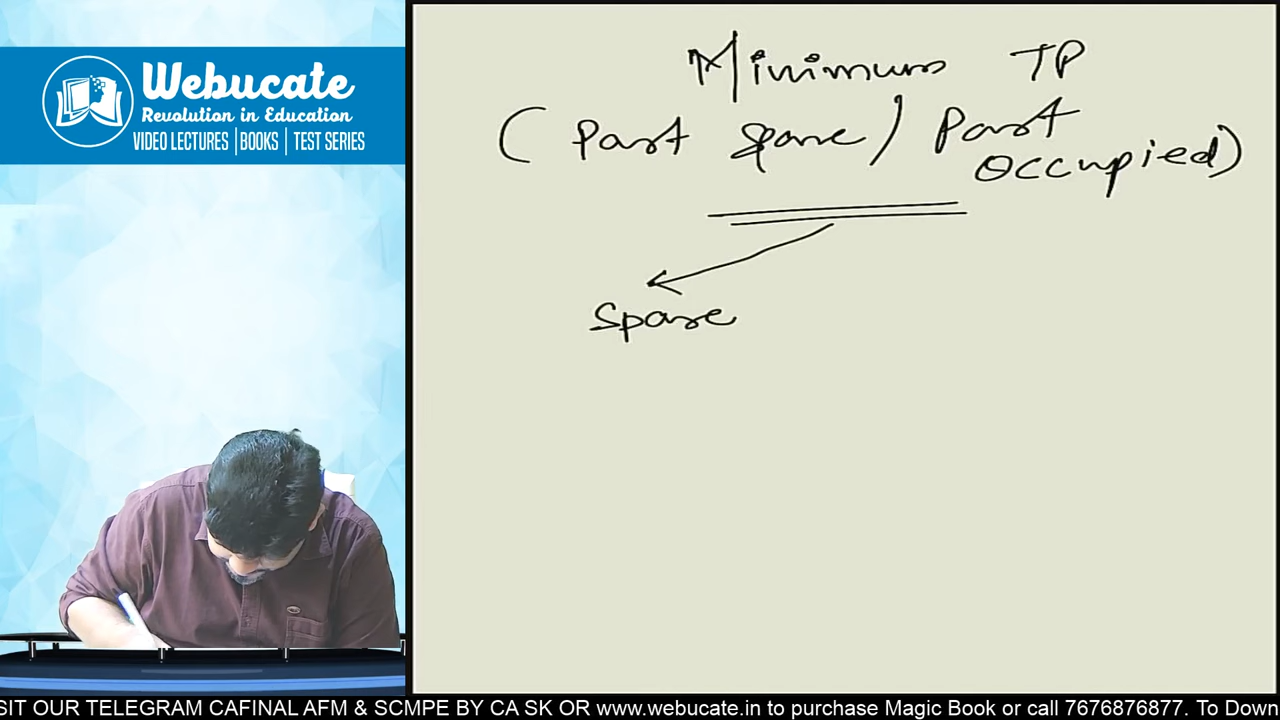 Webucate
Revolution in Education
VIDEO LECTURES | BOOKS | TEST SERIES
Minimum TP
( Part Spare / Part
Occupied)
Spare
SIT OUR TELEGRAM CAFINAL AFM & SCMPE BY CA SK OR www.webucate.in to purchase Magic Book or call 7676876877. To Down